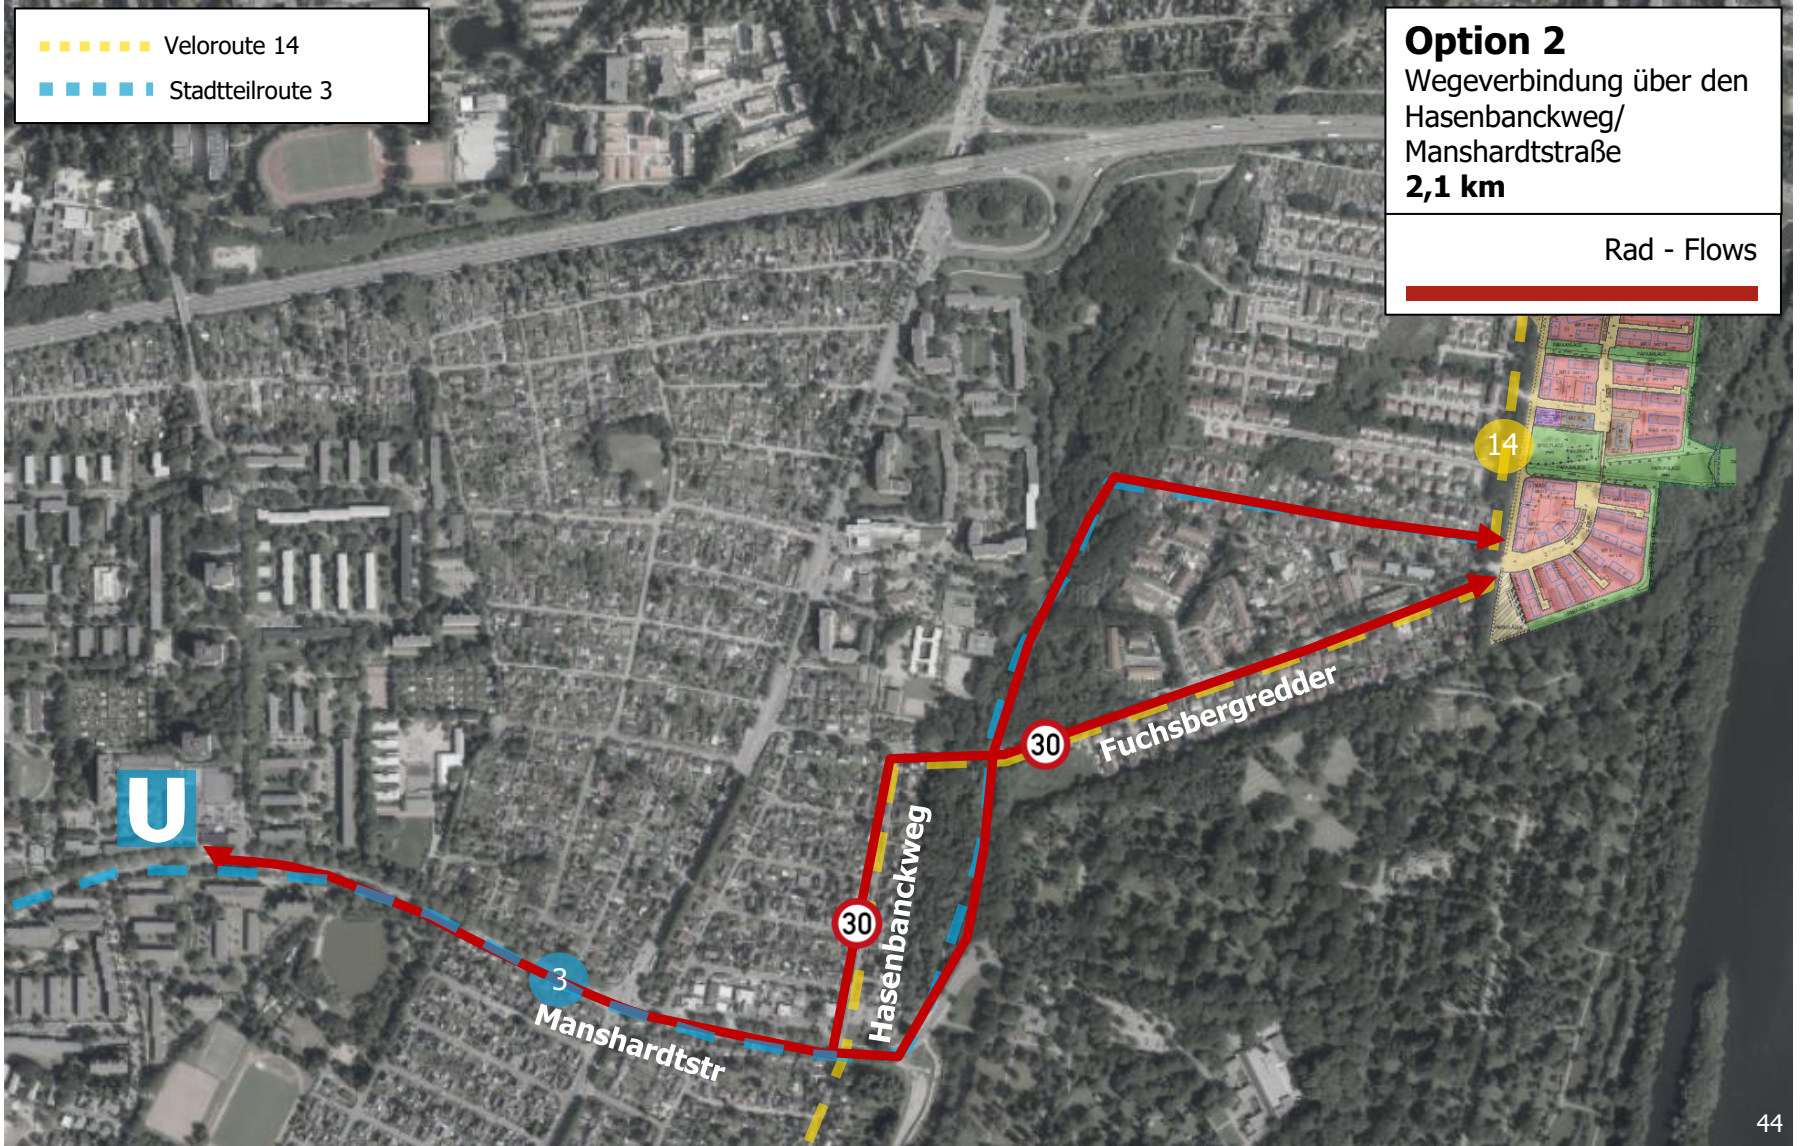 Veloroute 14
Stadtteilroute 3
Option 2
Wegeverbindung über den
Hasenbanckweg/
Manshardtstraße
2,1 km
Rad - Flows
14
30
Fuchsbergredder
U
30
Hasenbanckweg
3
Manshardtstr
44